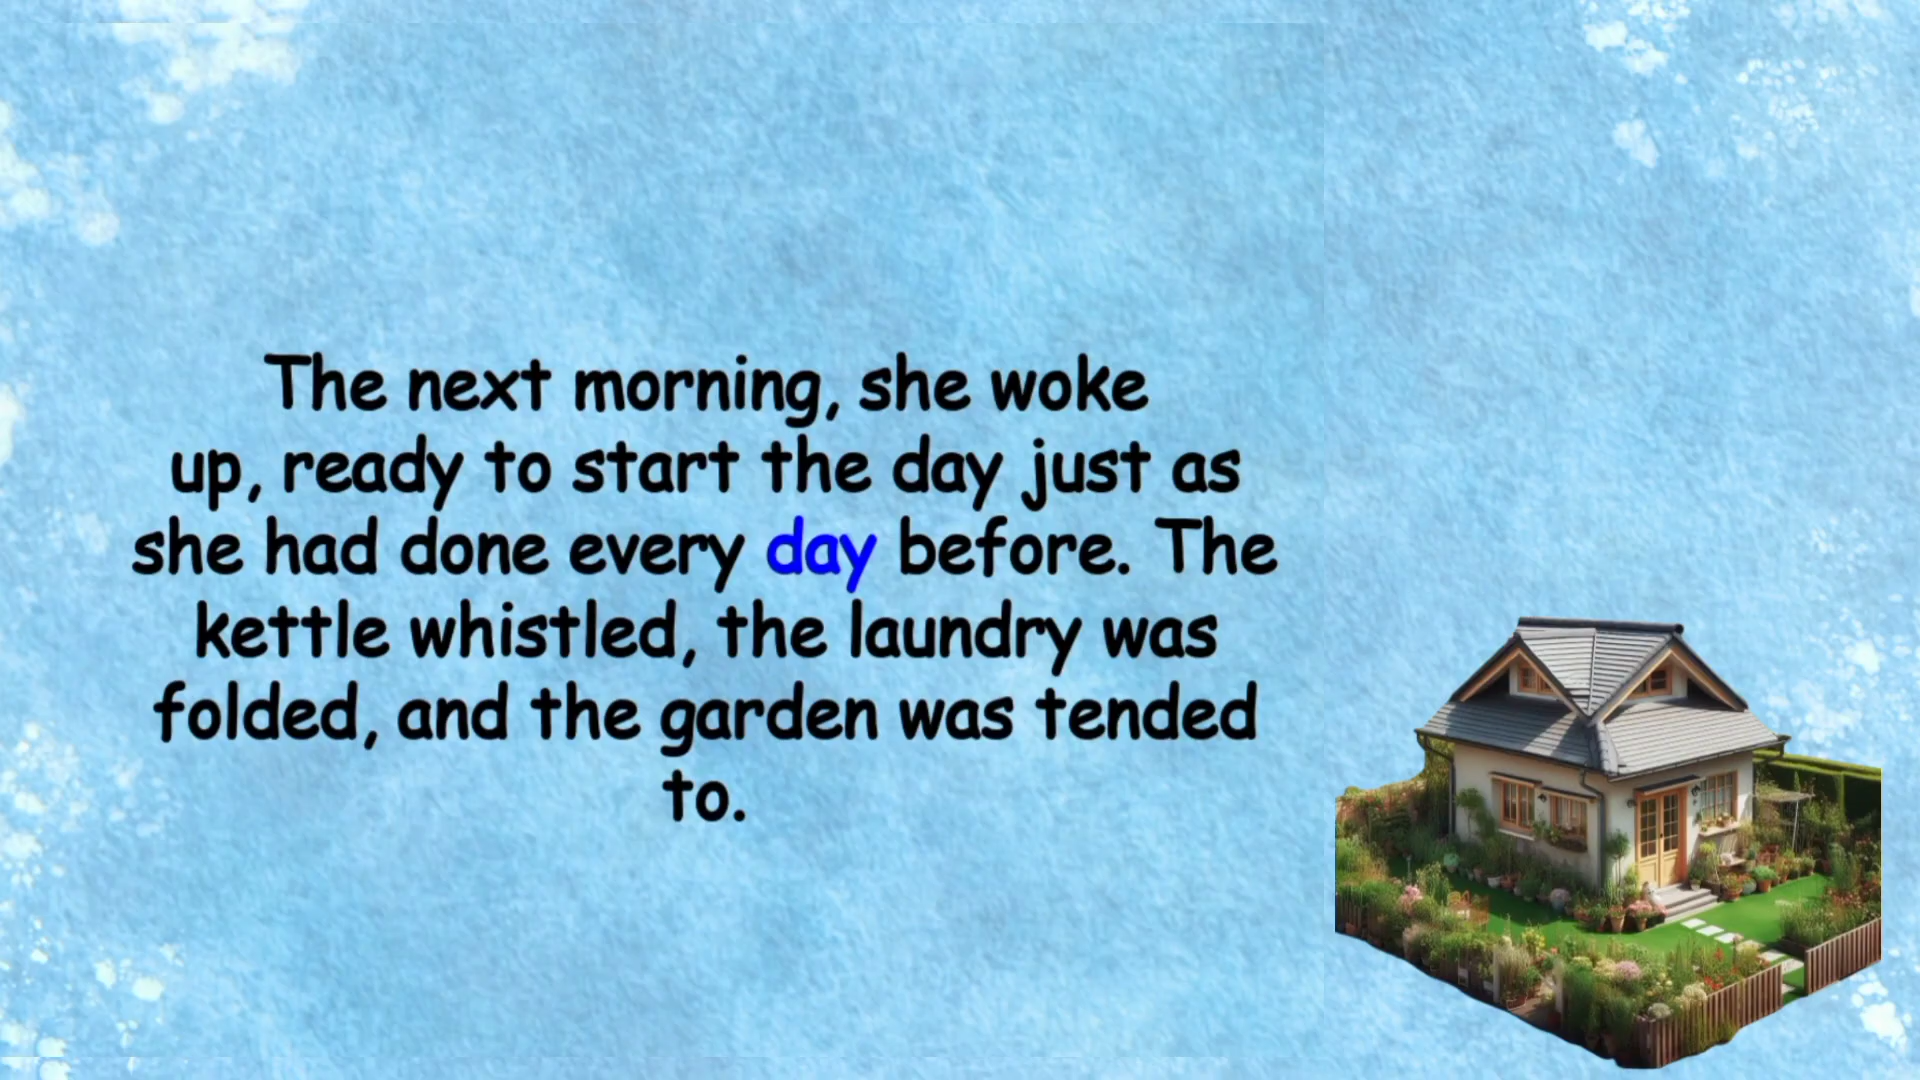 The next morning, she woke
up, ready to start the day just as
she had done every day before. The
kettle whistled, the laundry was
folded, and the garden was tended
to.